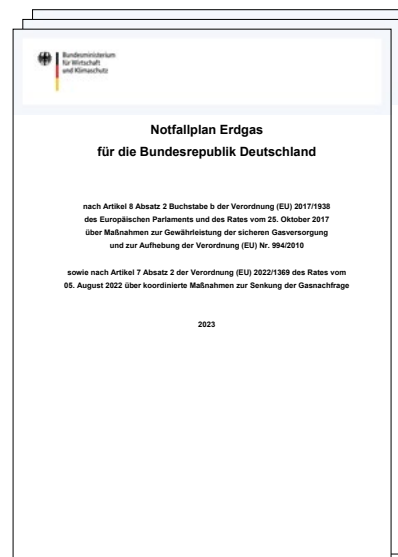 Bundesministerium
für Wirtschaft
und Klimaschutz
Notfallplan Erdgas
für die Bundesrepublik Deutschland
nach Artikel 8 Absatz 2 Buchstabe b der Verordnung (EU) 2017/1938
des Europäischen Parlaments und des Rates vom 25. Oktober 2017
über Maßnahmen zur Gewährleistung der sicheren Gasversorgung
und zur Aufhebung der Verordnung (EU) Nr. 994/2010
sowie nach Artikel 7 Absatz 2 der Verordnung (EU) 2022/1369 des Rates vom
05. August 2022 über koordinierte Maßnahmen zur Senkung der Gasnachfrage
2023